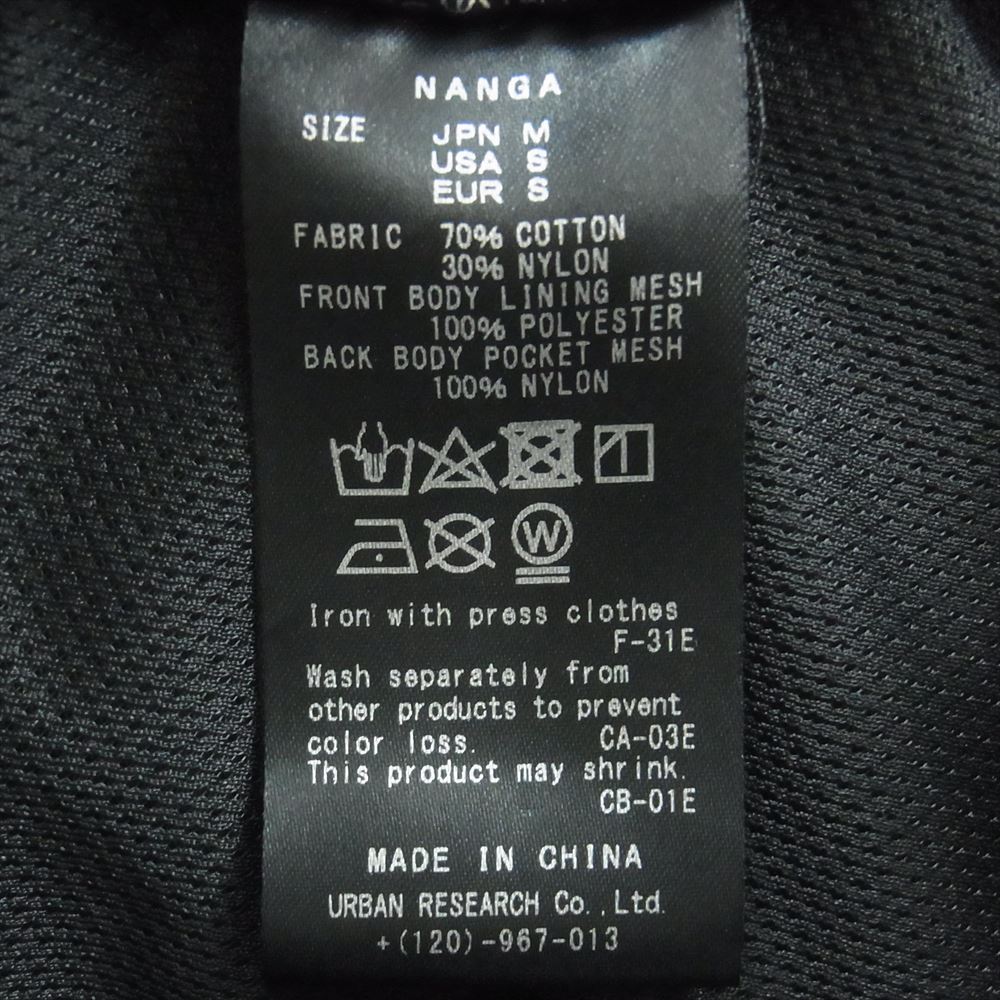 NANGA
SIZE JPN M
USA S
EUR S
FABRIC 70% COTTON
30% NYLON
FRONT BODY LINING MESH
100% POLYESTER
BACK BODY POCKET MESH
100% NYLON
W
Iron with press clothes
F-31E
Wash separately from
other products to prevent
color loss. CA-03E
This product may shrink.
CB-01E
MADE IN CHINA
URBAN RESEARCH Co.,Ltd.
+(120)-967-013